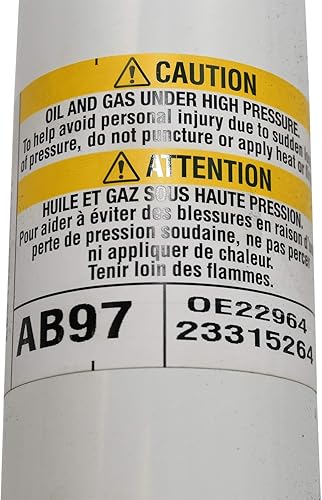 CAUTION
OIL AND GAS UNDER HIGH PRESSURE.
To help avoid personal injury due to sudden
of pressure, do not puncture or apply heat or
ATTENTION
HUILE ET GAZ SOUS HAUTE PRESSION.
Pour aider à éviter des blessures en raison d'u
perte de pression soudaine, ne pas percer
ni appliquer de chaleur.
Tenir loin des flammes.
AB97
OE22964
23315264